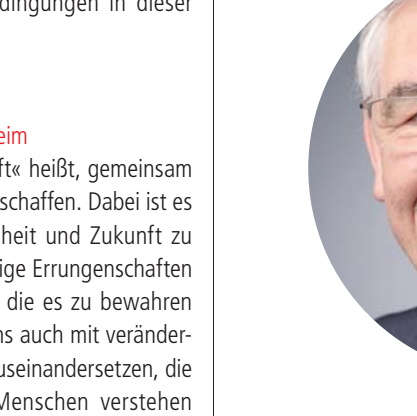 dingungen in dieser
eim
ft« heißt, gemeinsam
schaffen. Dabei ist es
heit und Zukunft zu
ige Errungenschaften
die es zu bewahren
ns auch mit veränder-
useinandersetzen, die
Menschen verstehen